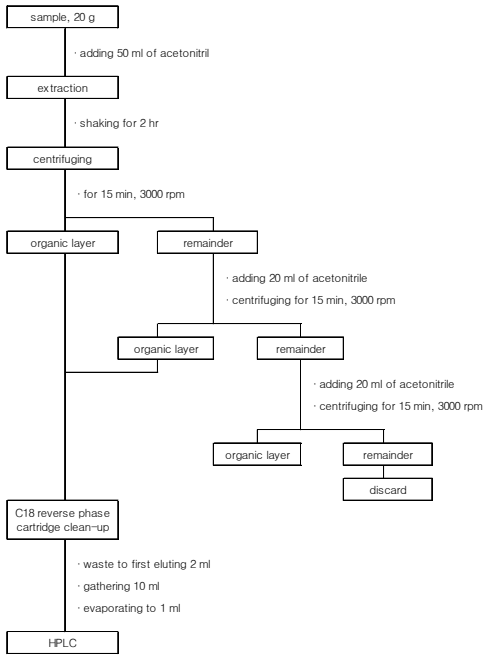 sample, 20 g
· adding 50 ml of acetonitril
extraction
· shaking for 2 hr
centrifuging
· for 15 min, 3000 rpm
organic layer
remainder
· adding 20 ml of acetonitrile
· centrifuging for 15 min, 3000 rpm
organic layer
remainder
· adding 20 ml of acetonitrile
· centrifuging for 15 min, 3000 rpm
organic layer
remainder
discard
C18 reverse phase
cartridge clean-up
· waste to first eluting 2 ml
· gathering 10 ml
· evaporating to 1 ml
HPLC